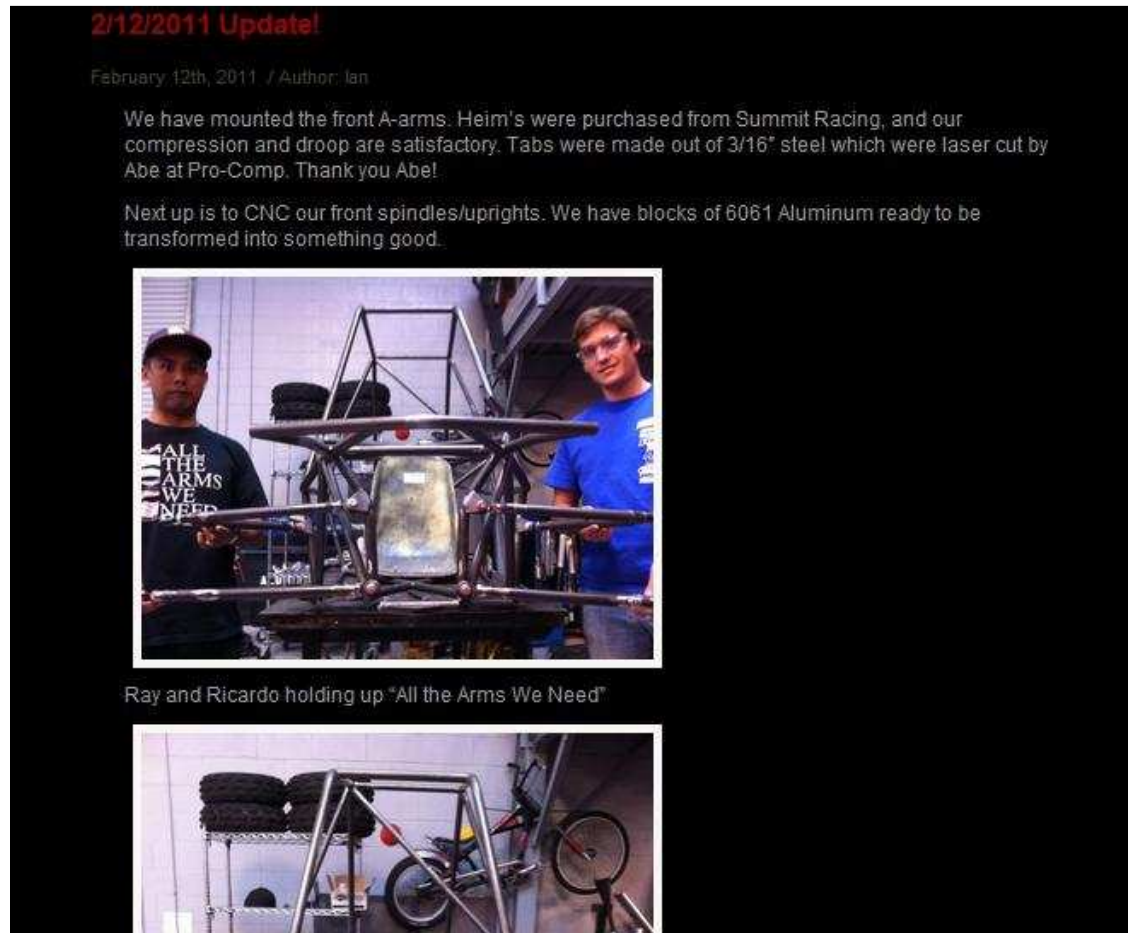 2/12/2011 Update!
February 12th, 2011 / Author: Ian
We have mounted the front A-arms. Heim's were purchased from Summit Racing, and our
compression and droop are satisfactory. Tabs were made out of 3/16" steel which were laser cut by
Abe at Pro-Comp. Thank you Abe!
Next up is to CNC our front spindles/uprights. We have blocks of 6061 Aluminum ready to be
transformed into something good.
ALL
THE
ARMS
WE
NEED
Ray and Ricardo holding up “All the Arms We Need”